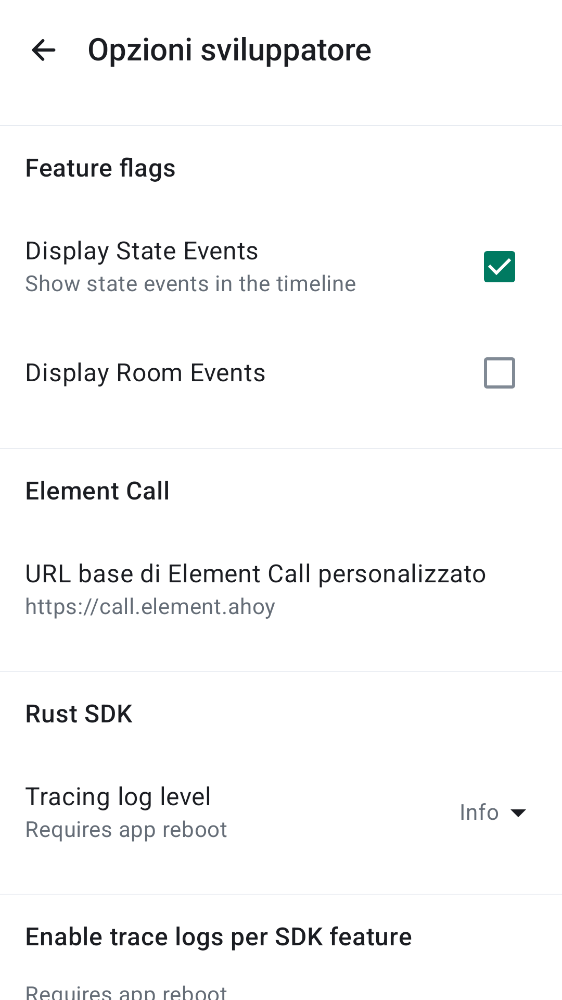 Opzioni sviluppatore
Feature flags
Display State Events
Show state events in the timeline
Display Room Events
Element Call
URL base di Element Call personalizzato
https://call.element.ahoy
Rust SDK
Tracing log level
Requires app reboot
Info
Enable trace logs per SDK feature
Requires app reboot